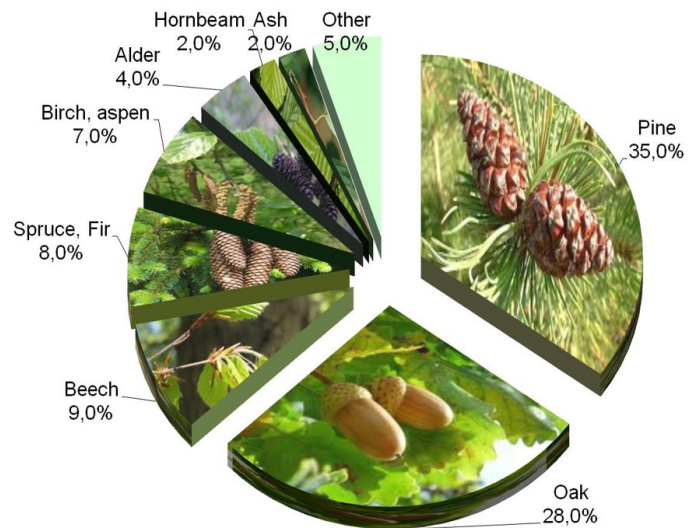 Hornbeam Ash
2,0% 2,0%
Other
5,0%
Alder
4,0%
Birch, aspen
7,0%
Spruce, Fir
8,0%
Beech
9,0%
Pine
35,0%
Oak
28,0%